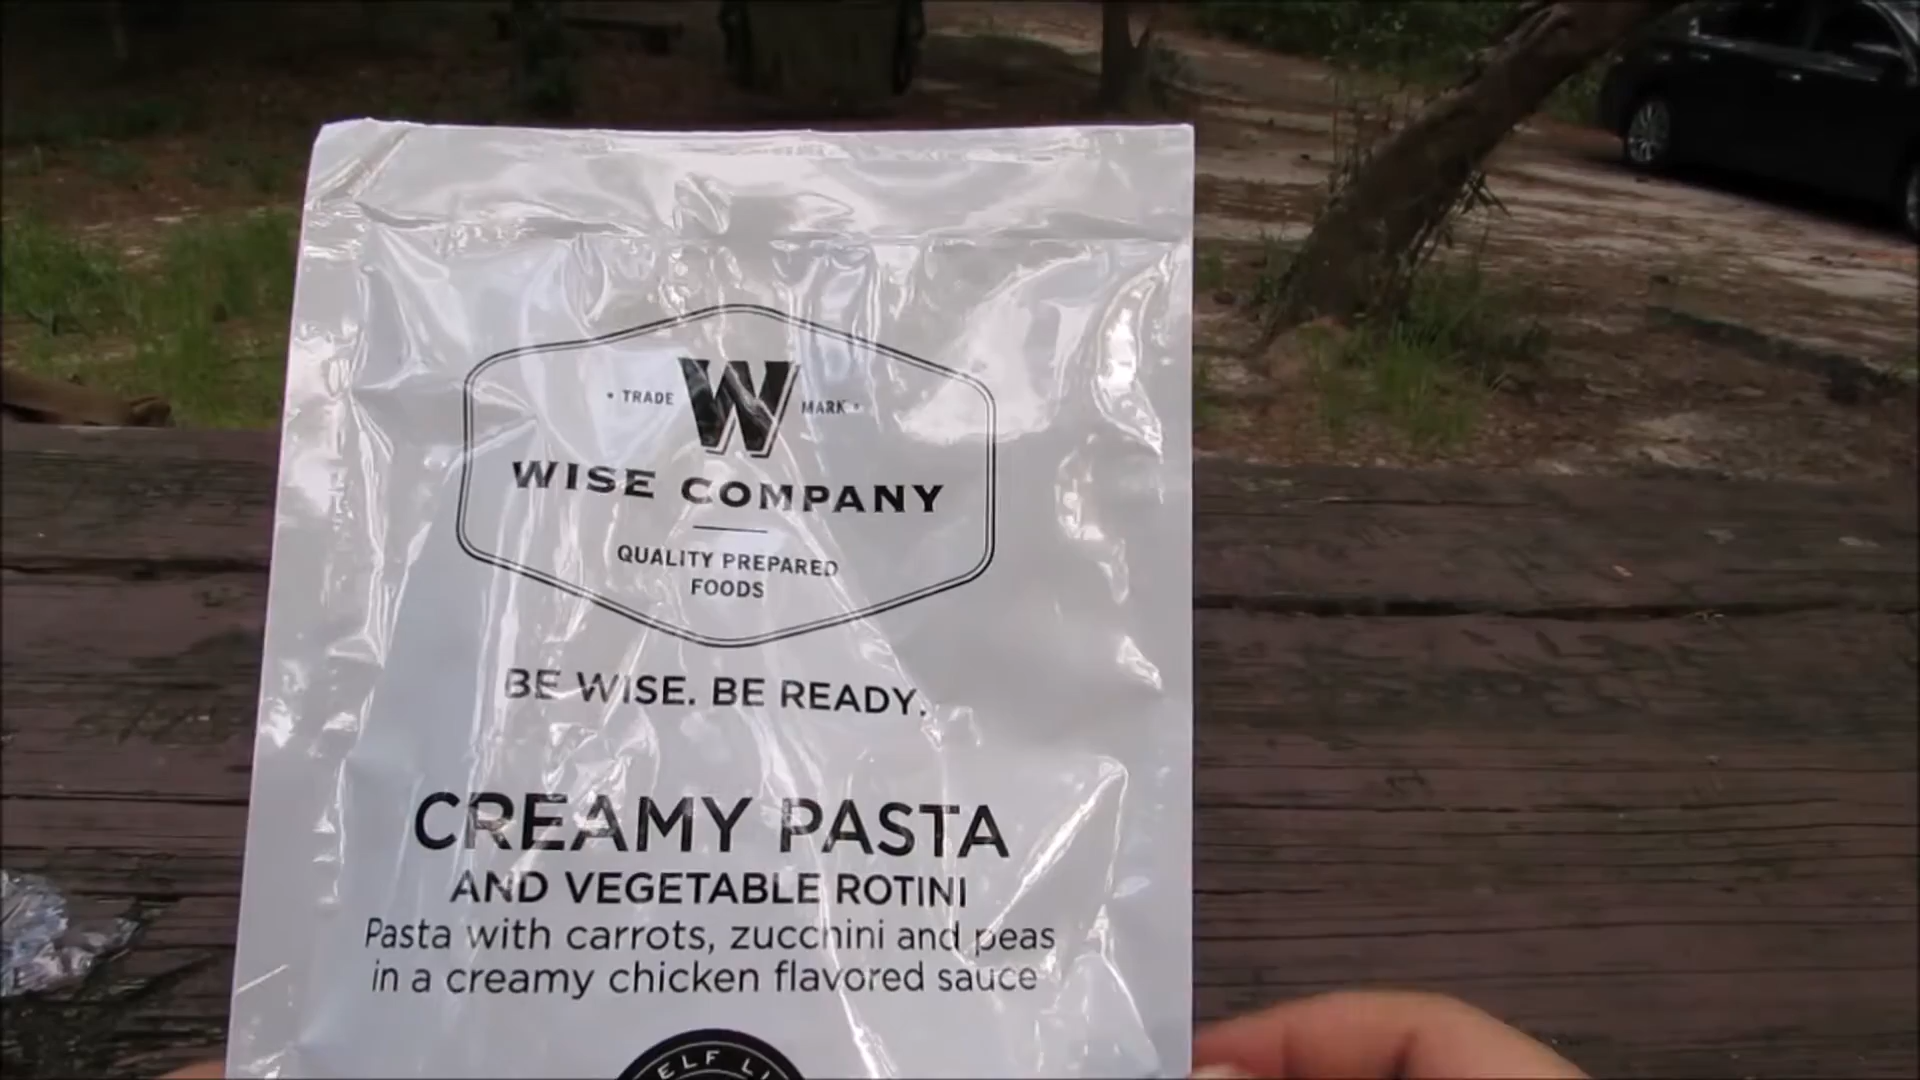 • TRADE W MARK •
WISE COMPANY
QUALITY PREPARED
FOODS
BE WISE. BE READY.
CREAMY PASTA
AND VEGETABLE ROTINI
Pasta with carrots, zucchini and peas
in a creamy chicken flavored sauce